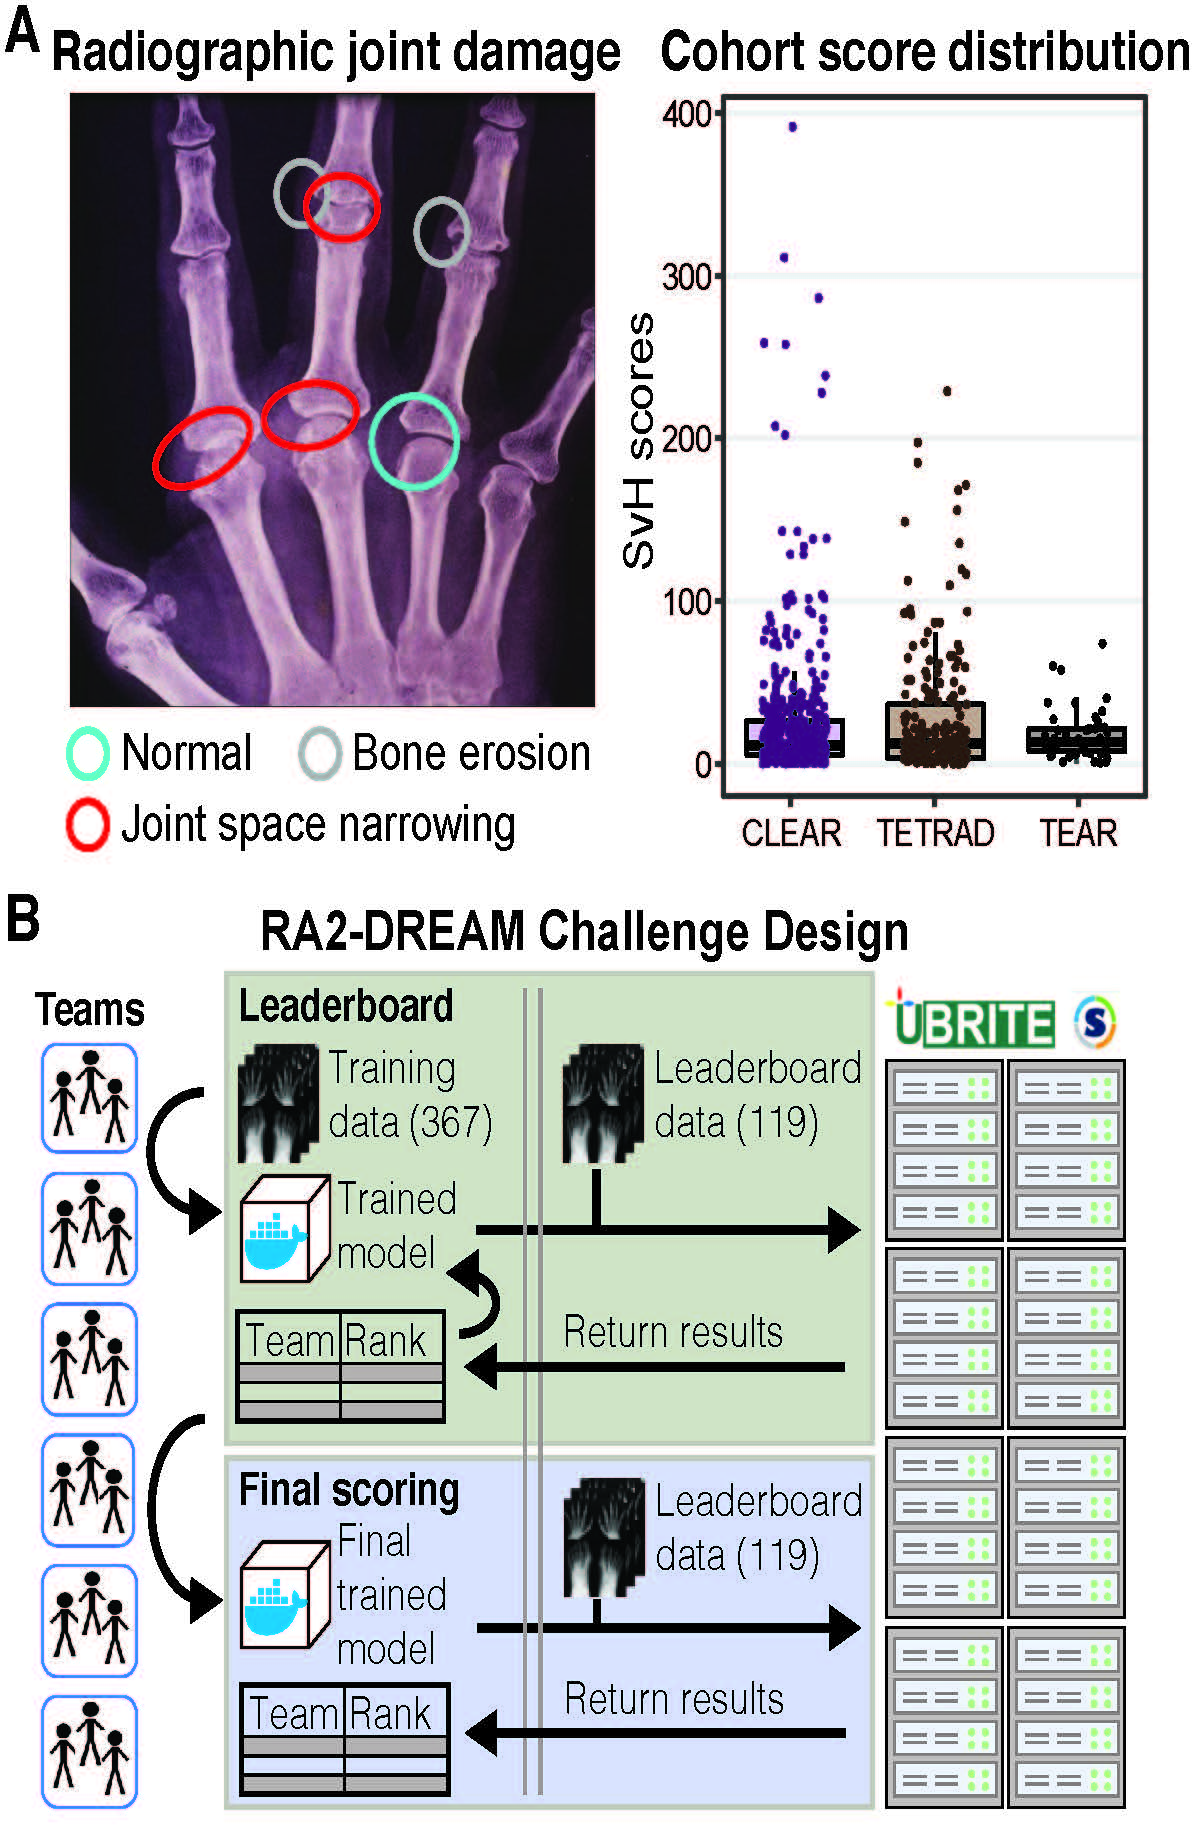 A
Radiographic joint damage
Cohort score distribution
400
300
200
100
0
SvH scores
CLEAR
TETRAD
TEAR
Normal
Bone erosion
Joint space narrowing
B
RA2-DREAM Challenge Design
Teams
Leaderboard
Training
data (367)
Leaderboard
data (119)
UBRITE
S
Trained
model
Team Rank
Return results
Final scoring
Final
trained
model
Leaderboard
data (119)
Team Rank
Return results